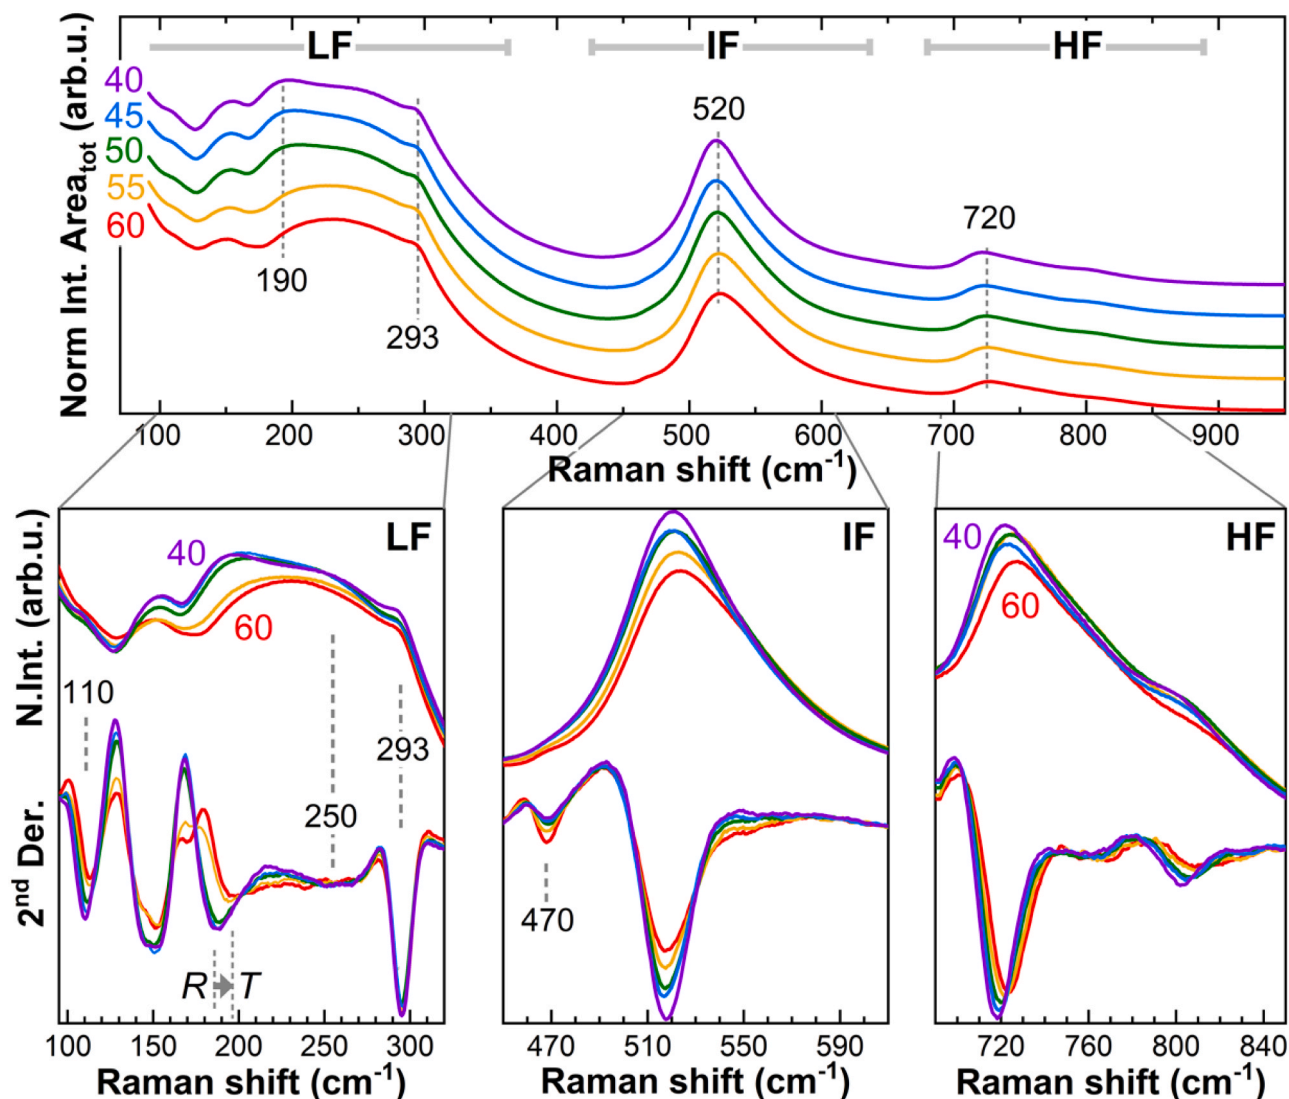 LF IF HF
40
45
50
55
60
520
720
190
293
Norm Int. Area_tot (arb.u.)
100 200 300 400 500 600 700 800 900
Raman shift (cm⁻¹)
LF
40
60
110
293
250
R T
N.Int. (arb.u.)
2nd Der.
100 150 200 250 300
Raman shift (cm⁻¹)
IF
470
470 510 550 590
Raman shift (cm⁻¹)
HF
40
60
720 760 800 840
Raman shift (cm⁻¹)